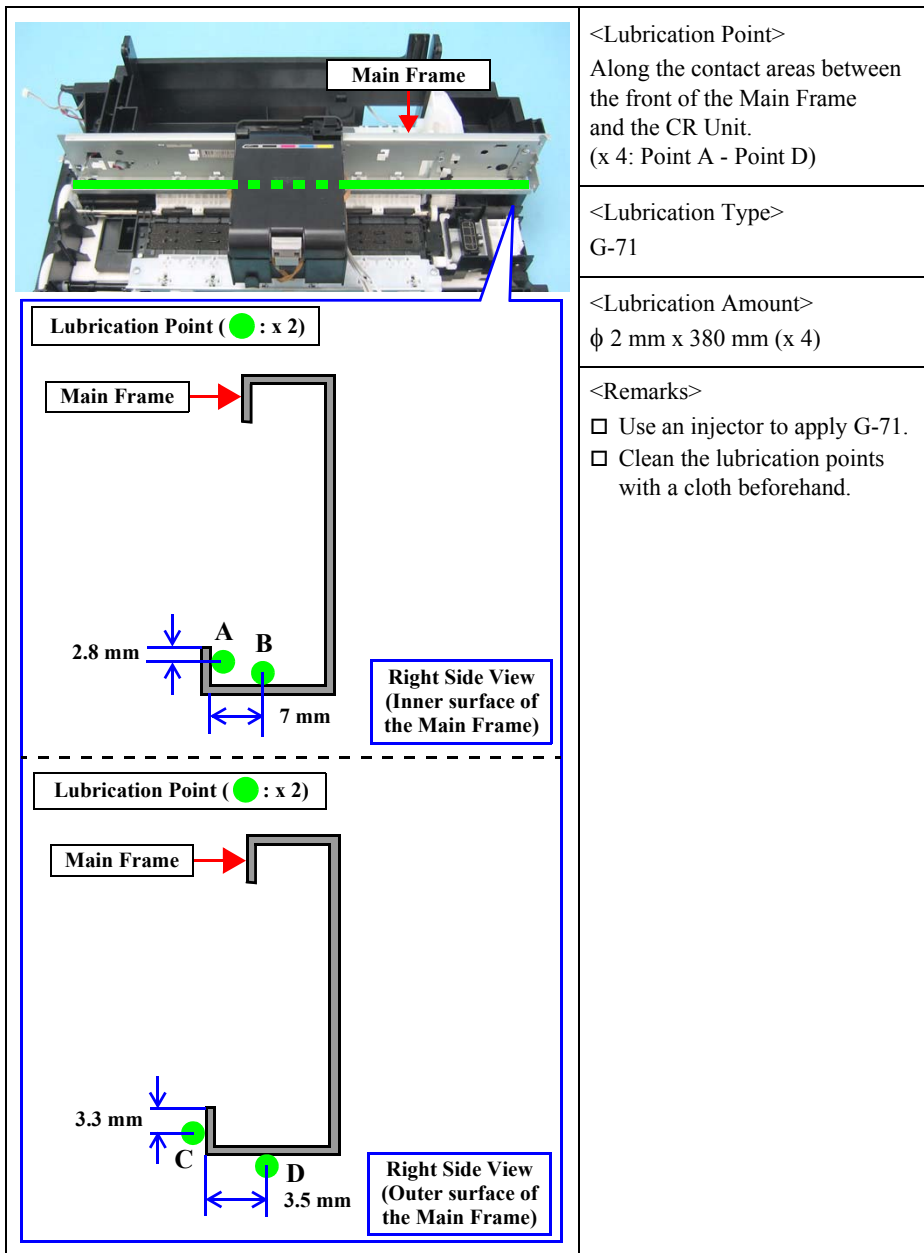 Main Frame
Lubrication Point ( : x 2)
Main Frame
A
B
2.8 mm
7 mm
Right Side View
(Inner surface of
the Main Frame)
Lubrication Point ( : x 2)
Main Frame
3.3 mm
C
D
3.5 mm
Right Side View
(Outer surface of
the Main Frame)
<Lubrication Point>
Along the contact areas between
the front of the Main Frame
and the CR Unit.
(x 4: Point A - Point D)
<Lubrication Type>
G-71
<Lubrication Amount>
ϕ 2 mm x 380 mm (x 4)
<Remarks>
Use an injector to apply G-71.
Clean the lubrication points
with a cloth beforehand.